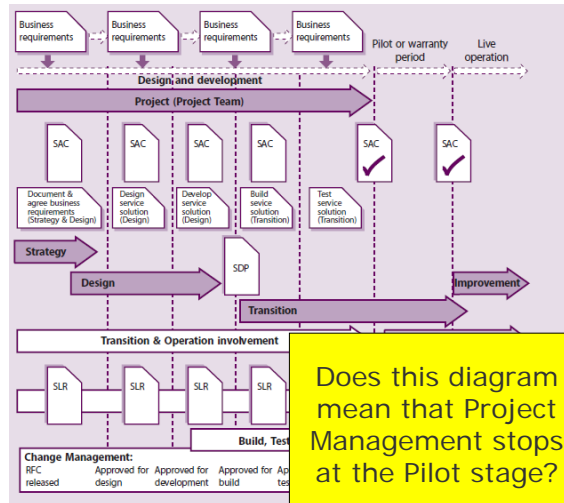 Business
requirements
Business
requirements
Business
requirements
Business
requirements
Pilot or warranty
period
Live
operation
Design and development
Project (Project Team)
SAC
SAC
SAC
SAC
SAC
SAC
Document &
agree business
requirements
(Strategy & Design)
Design
service
solution
(Design)
Develop
service
solution
(Design)
Build
service
solution
(Transition)
Test
service
solution
(Transition)
Strategy
SDP
Design
Improvement
Transition
Transition & Operation involvement
SLR
SLR
SLR
SLR
Build, Test
Change Management:
RFC
released
Approved for
design
Approved for
development
Approved for
build
Does this diagram
mean that Project
Management stops
at the Pilot stage?